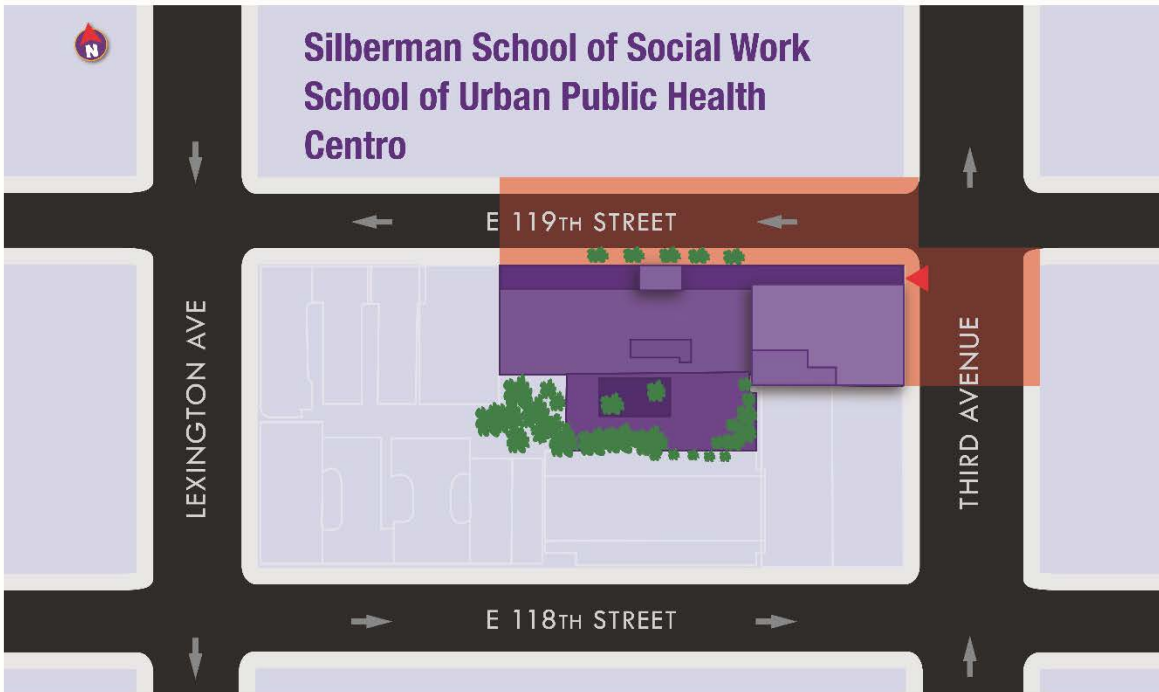 N
Silberman School of Social Work
School of Urban Public Health
Centro
E 119TH STREET
LEXINGTON AVE
THIRD AVENUE
E 118TH STREET